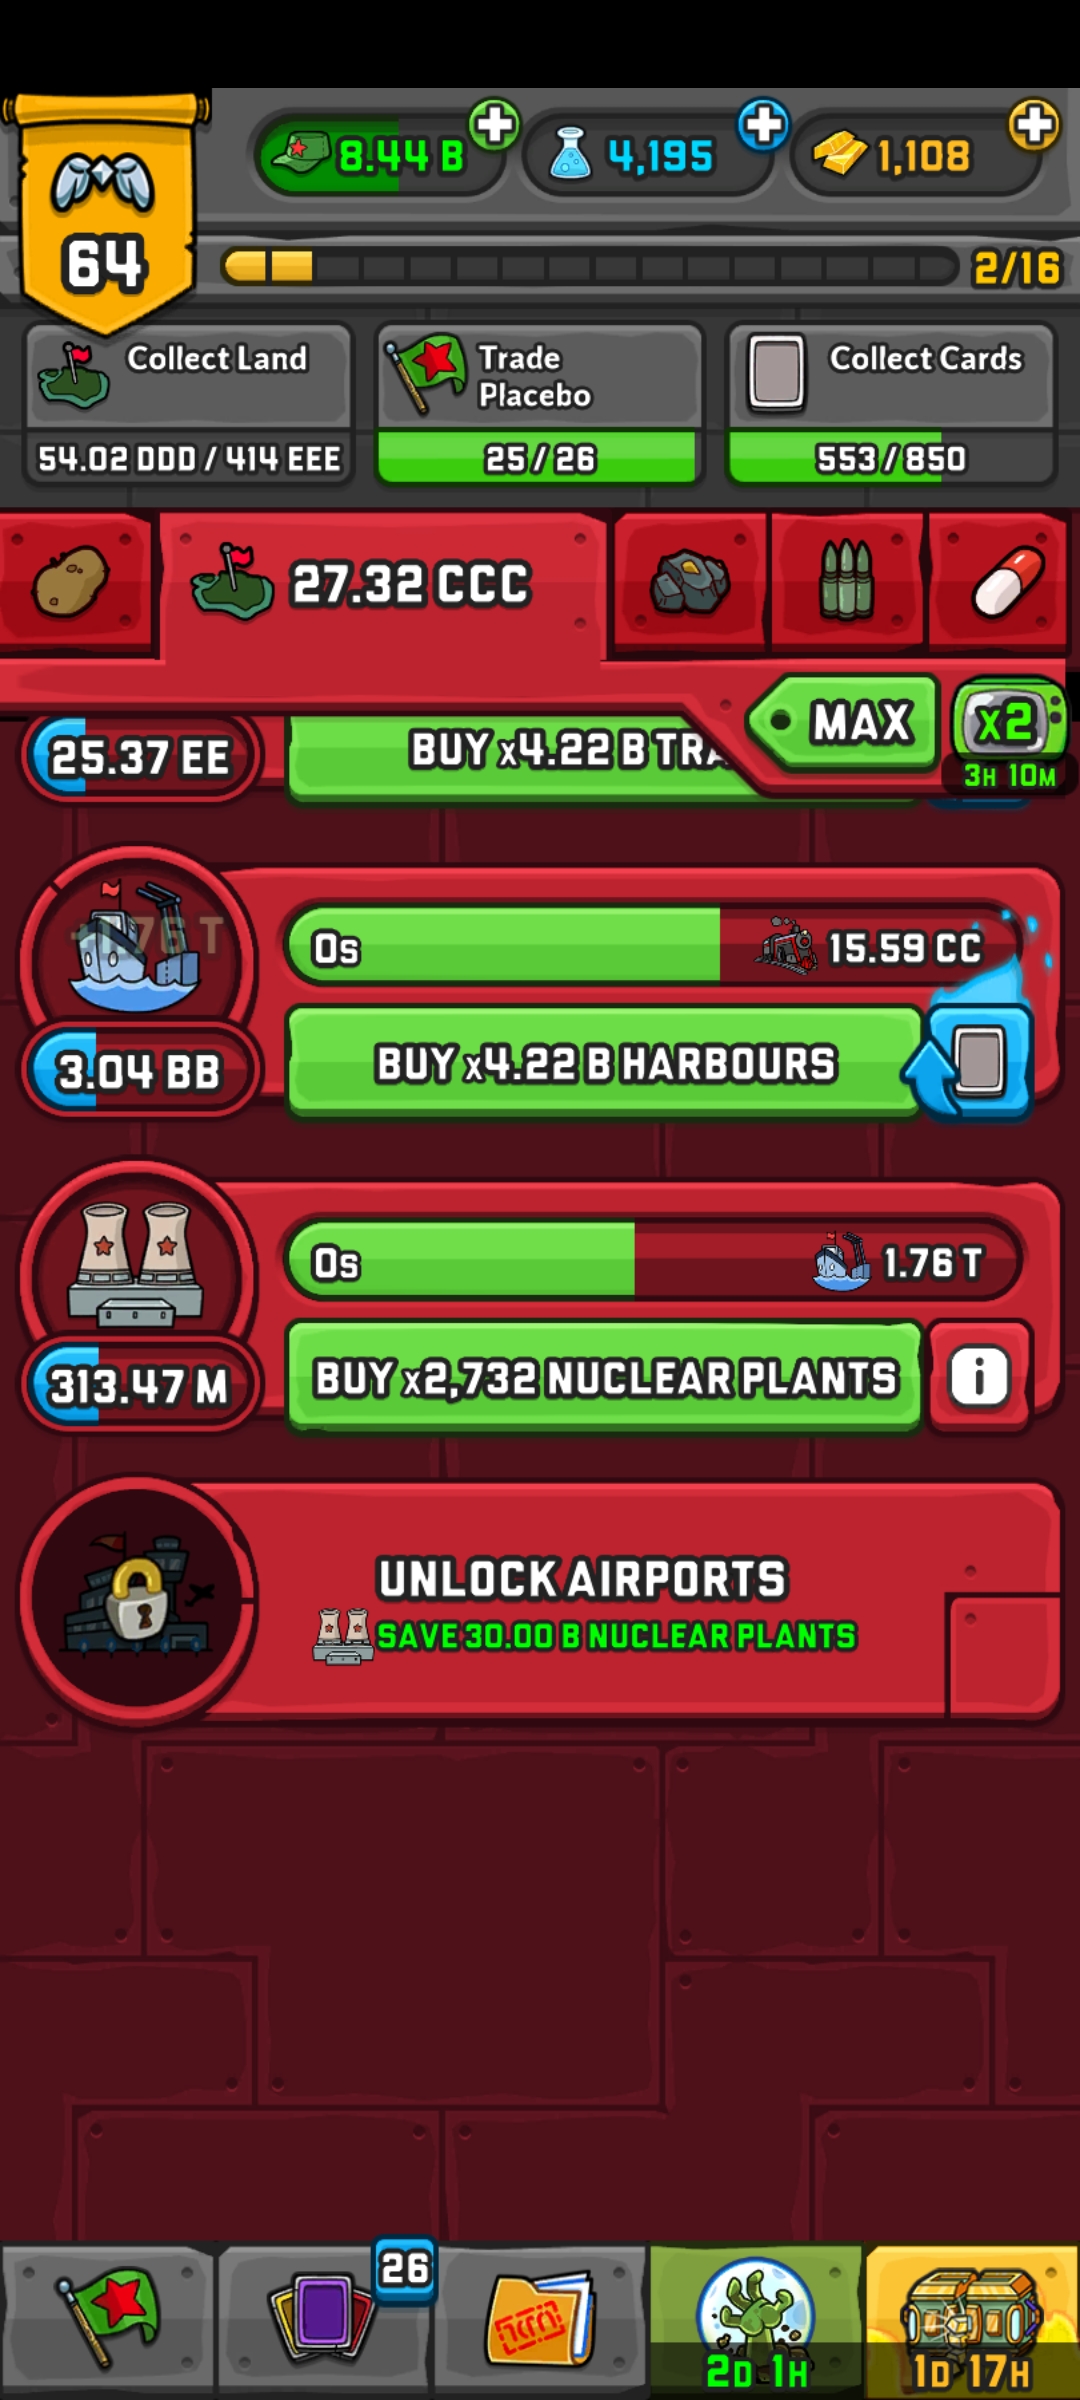 8.44 B
4,195
1,108
64
2/16
Collect Land
54.02 DDD / 414 EEE
Trade
Placebo
25 / 26
Collect Cards
553 / 850
27.32 CCC
MAX
x2
3H 10M
25.37 EE
BUY x4.22 B TRA
+1.76 T
0s
15.59 CC
3.04 BB
BUY x4.22 B HARBOURS
0s
1.76 T
313.47 M
BUY x2,732 NUCLEAR PLANTS
i
UNLOCK AIRPORTS
SAVE 30.00 B NUCLEAR PLANTS
26
2D 1H
1D 17H